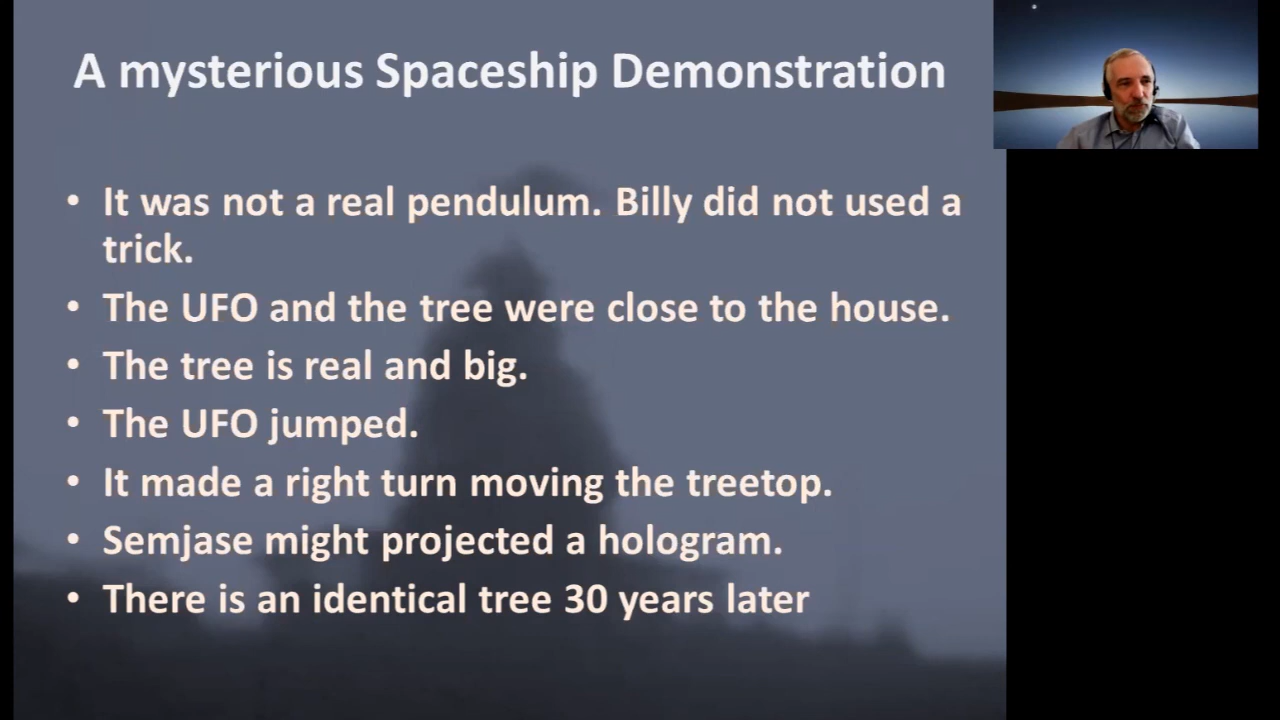 A mysterious Spaceship Demonstration
• It was not a real pendulum. Billy did not used a
trick.
• The UFO and the tree were close to the house.
• The tree is real and big.
• The UFO jumped.
• It made a right turn moving the treetop.
• Semjase might projected a hologram.
• There is an identical tree 30 years later